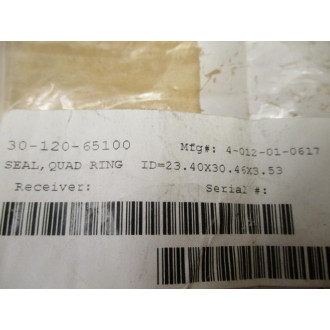 30-120-65100 Mfg#: 4-012-01-0617
SEAL, QUAD RING ID=23.40X30.46X3.53
Receiver: Serial #: